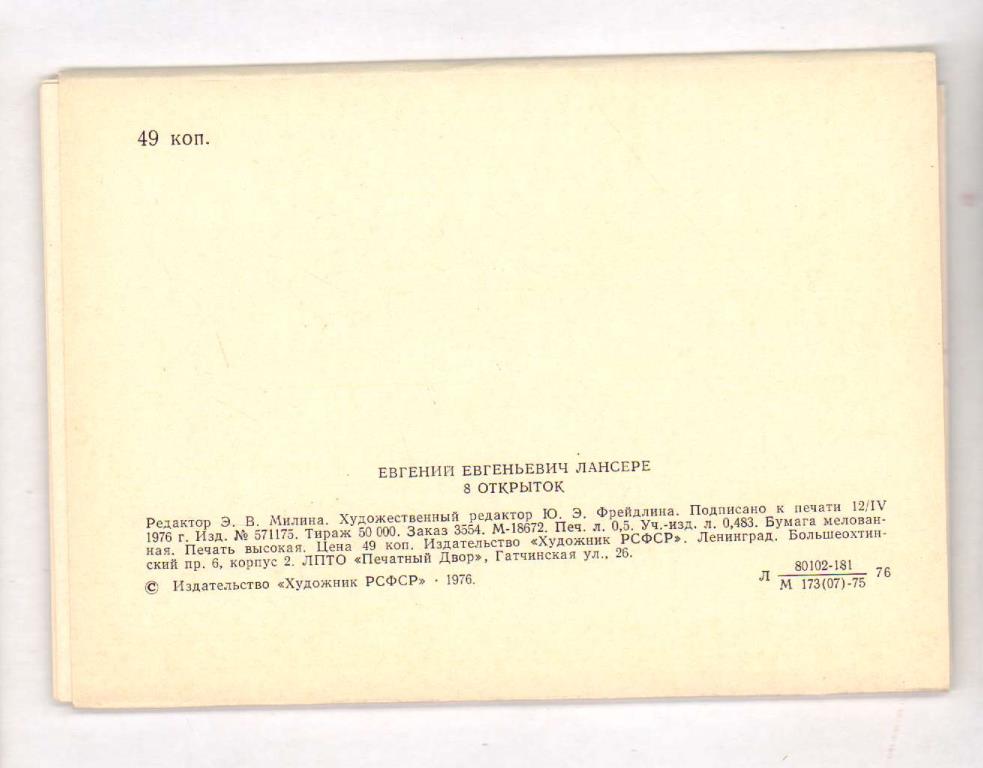 49 коп.
ЕВГЕНИЙ ЕВГЕНЬЕВИЧ ЛАНСЕРЕ
8 ОТКРЫТОК
Редактор Э. В. Милина. Художественный редактор Ю. Э. Фрейдлина. Подписано к печати 12/IV
1976 г. Изд. № 571175. Тираж 50 000. Заказ 3554. М-18672. Печ. л. 0,5. Уч.-изд. л. 0,483. Бумага мелован-
ная. Печать высокая. Цена 49 коп. Издательство «Художник РСФСР». Ленинград. Большеохтин-
ский пр. 6, корпус 2. ЛПТО «Печатный Двор», Гатчинская ул., 26.
© Издательство «Художник РСФСР» · 1976.
Л 80102-181 76
М 173(07)-75